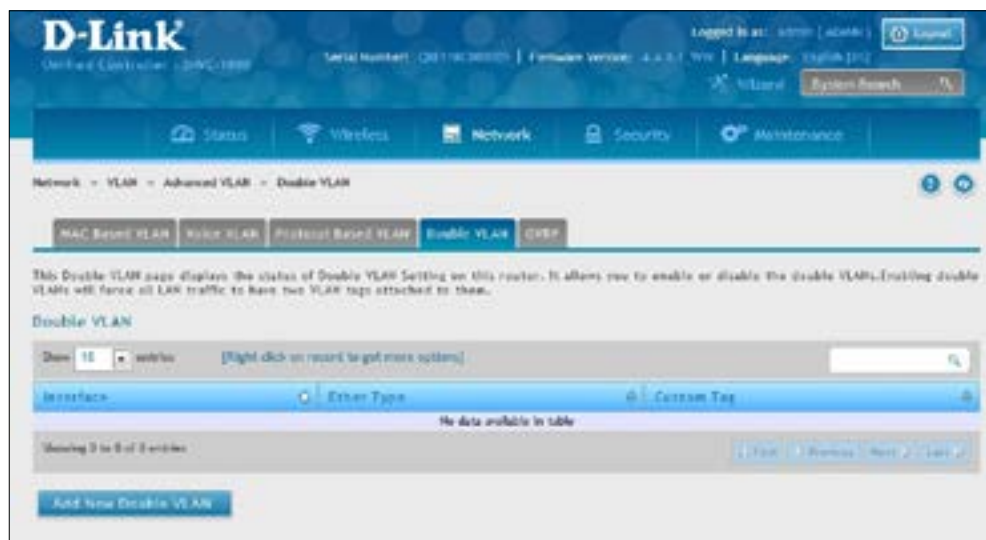 D-Link
Logged in as: admin [ADMIN]
Logout
Unified Controller - DWC-1000
Serial Number: | Firmware Version: | Language: English [US]
Wizard
System Search
Status
Wireless
Network
Security
Maintenance
Network » VLAN » Advanced VLAN » Double VLAN
MAC Based VLAN
Voice VLAN
Protocol Based VLAN
Double VLAN
GVRP
This Double VLAN page displays the status of Double VLAN Setting on this router. It allows you to enable or disable the double VLANs.Enabling double
VLANs will force all LAN traffic to have two VLAN tags attached to them.
Double VLAN
Show 10 entries
[Right click on record to get more options]
Interface
Ether Type
Custom Tag
No data available in table
Showing 0 to 0 of 0 entries
First
Previous
Next
Last
Add New Double VLAN